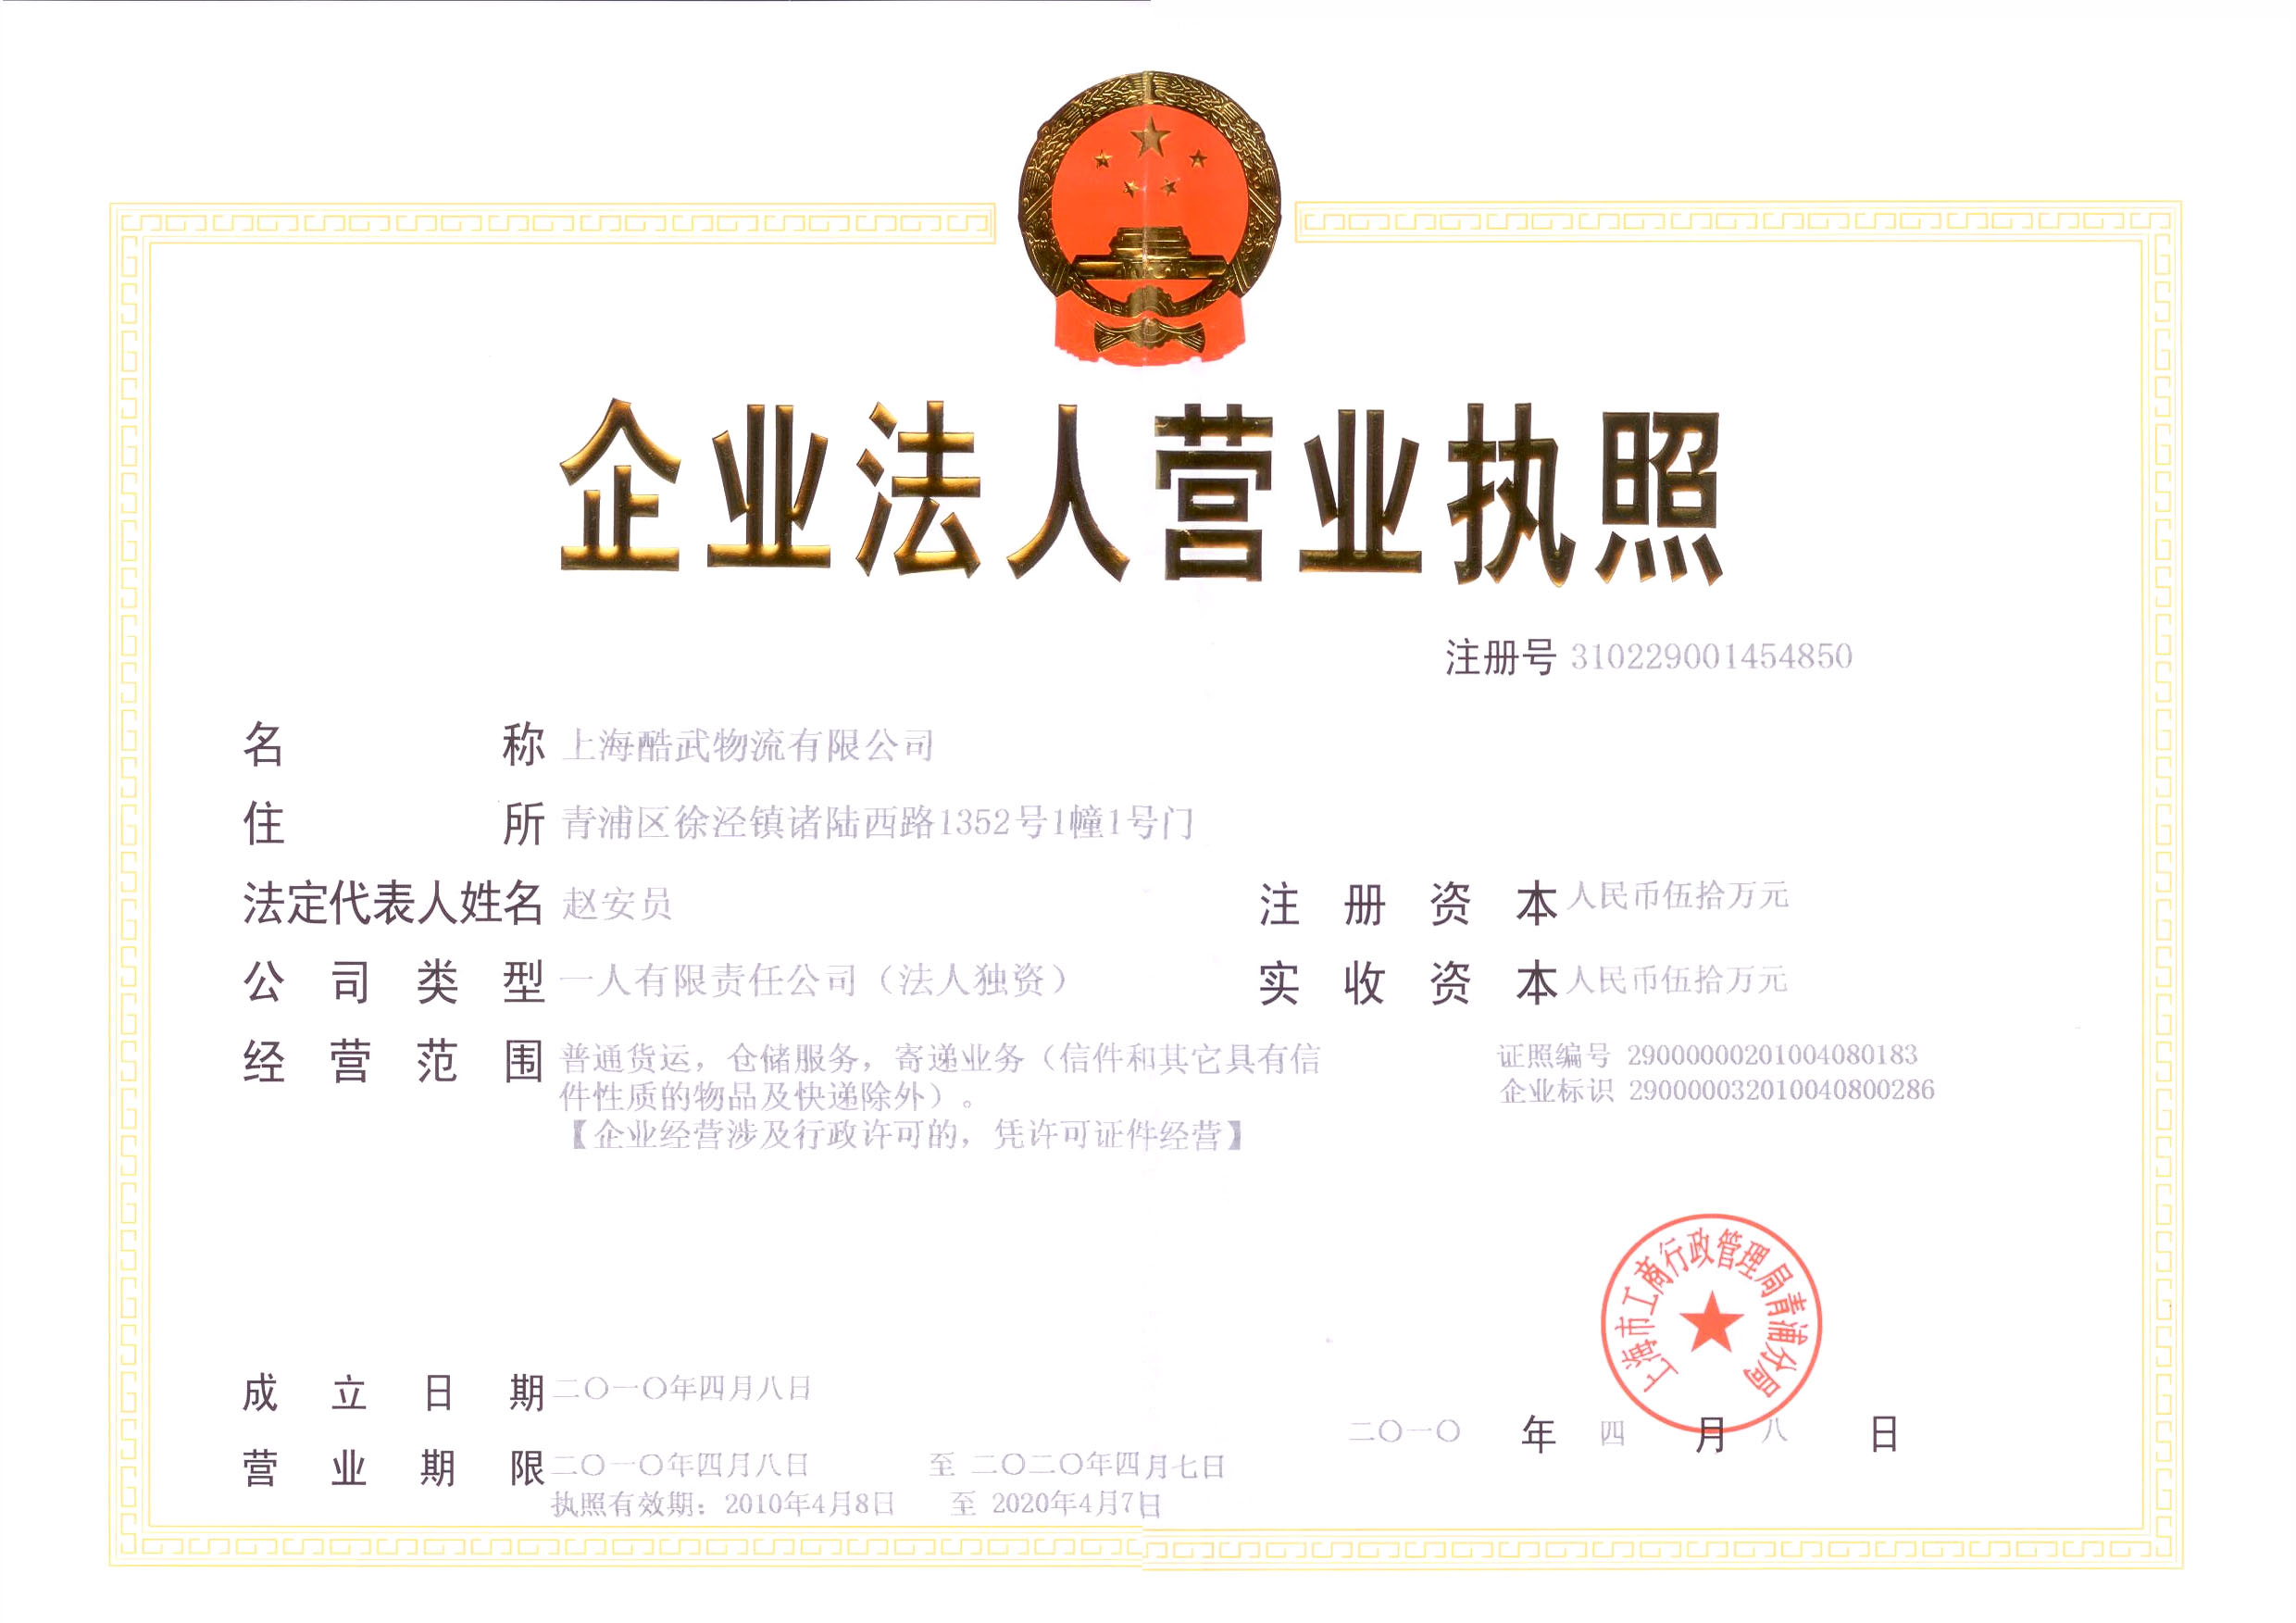 企业法人营业执照
注册号 310229001454850
名称 上海酷武物流有限公司
住所 青浦区徐泾镇诸陆西路1352号1幢1号门
法定代表人姓名 赵安员
注册资本 人民币伍拾万元
公司类型 一人有限责任公司（法人独资）
实收资本 人民币伍拾万元
经营范围 普通货运，仓储服务，寄递业务（信件和其它具有信
件性质的物品及快递除外）。
【企业经营涉及行政许可的，凭许可证件经营】
证照编号 29000000201004080183
企业标识 290000032010040800286
上海市工商行政管理局青浦分局
成立日期 二〇一〇年四月八日
二〇一〇 年 四 月 八 日
营业期限 二〇一〇年四月八日 至 二〇二〇年四月七日
执照有效期：2010年4月8日 至 2020年4月7日